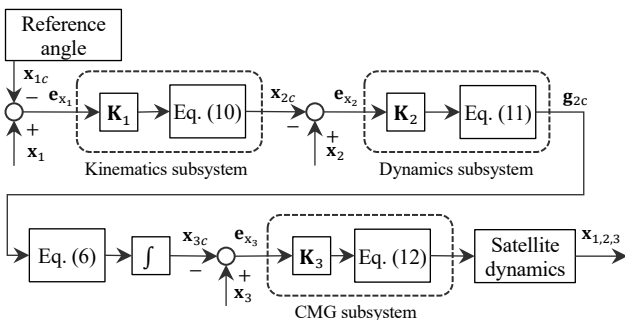 Reference
angle
𝐱₁c
− 𝐞ₓ₁
𝐊₁
Eq. (10)
𝐱₂c
+
𝐱₁
Kinematics subsystem
− 𝐞ₓ₂
𝐊₂
Eq. (11)
𝐠₂c
+
𝐱₂
Dynamics subsystem
Eq. (6)
∫
𝐱₃c
− 𝐞ₓ₃
𝐊₃
Eq. (12)
+
𝐱₃
CMG subsystem
Satellite
dynamics
𝐱₁,₂,₃